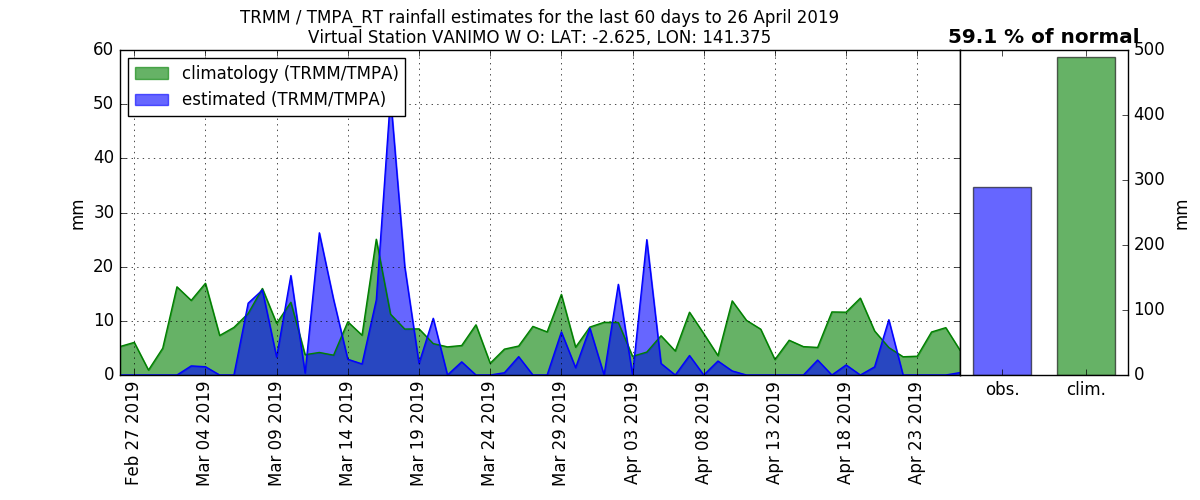 TRMM / TMPA_RT rainfall estimates for the last 60 days to 26 April 2019
Virtual Station VANIMO W O: LAT: -2.625, LON: 141.375
59.1 % of normal
climatology (TRMM/TMPA)
estimated (TRMM/TMPA)
60
50
40
30
20
10
0
mm
Feb 27 2019
Mar 04 2019
Mar 09 2019
Mar 14 2019
Mar 19 2019
Mar 24 2019
Mar 29 2019
Apr 03 2019
Apr 08 2019
Apr 13 2019
Apr 18 2019
Apr 23 2019
obs.
clim.
500
400
300
200
100
0
mm